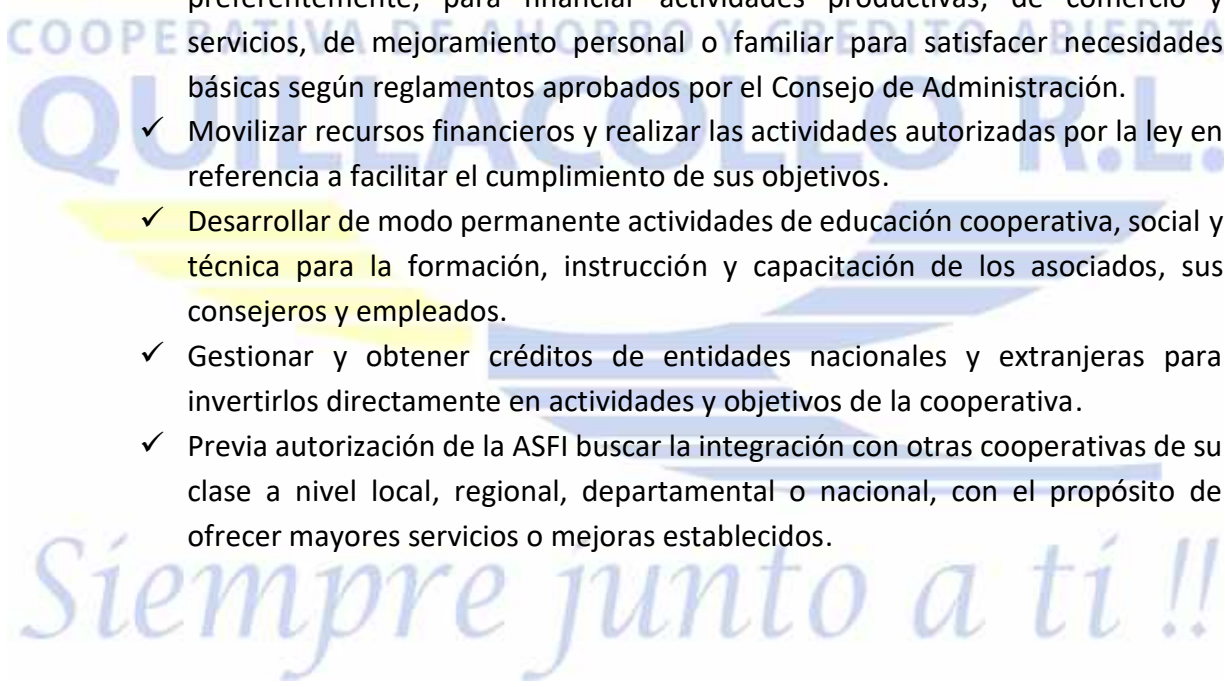 preferentemente, para financiar actividades productivas, de comercio y
COOPERATIVA DE AHORRO Y CREDITO ABIERTA
servicios, de mejoramiento personal o familiar para satisfacer necesidades
básicas según reglamentos aprobados por el Consejo de Administración.
QUILLACOLLO R.L.
✓ Movilizar recursos financieros y realizar las actividades autorizadas por la ley en
referencia a facilitar el cumplimiento de sus objetivos.
✓ Desarrollar de modo permanente actividades de educación cooperativa, social y
técnica para la formación, instrucción y capacitación de los asociados, sus
consejeros y empleados.
✓ Gestionar y obtener créditos de entidades nacionales y extranjeras para
invertirlos directamente en actividades y objetivos de la cooperativa.
✓ Previa autorización de la ASFI buscar la integración con otras cooperativas de su
clase a nivel local, regional, departamental o nacional, con el propósito de
ofrecer mayores servicios o mejoras establecidos.
Siempre junto a tí !!